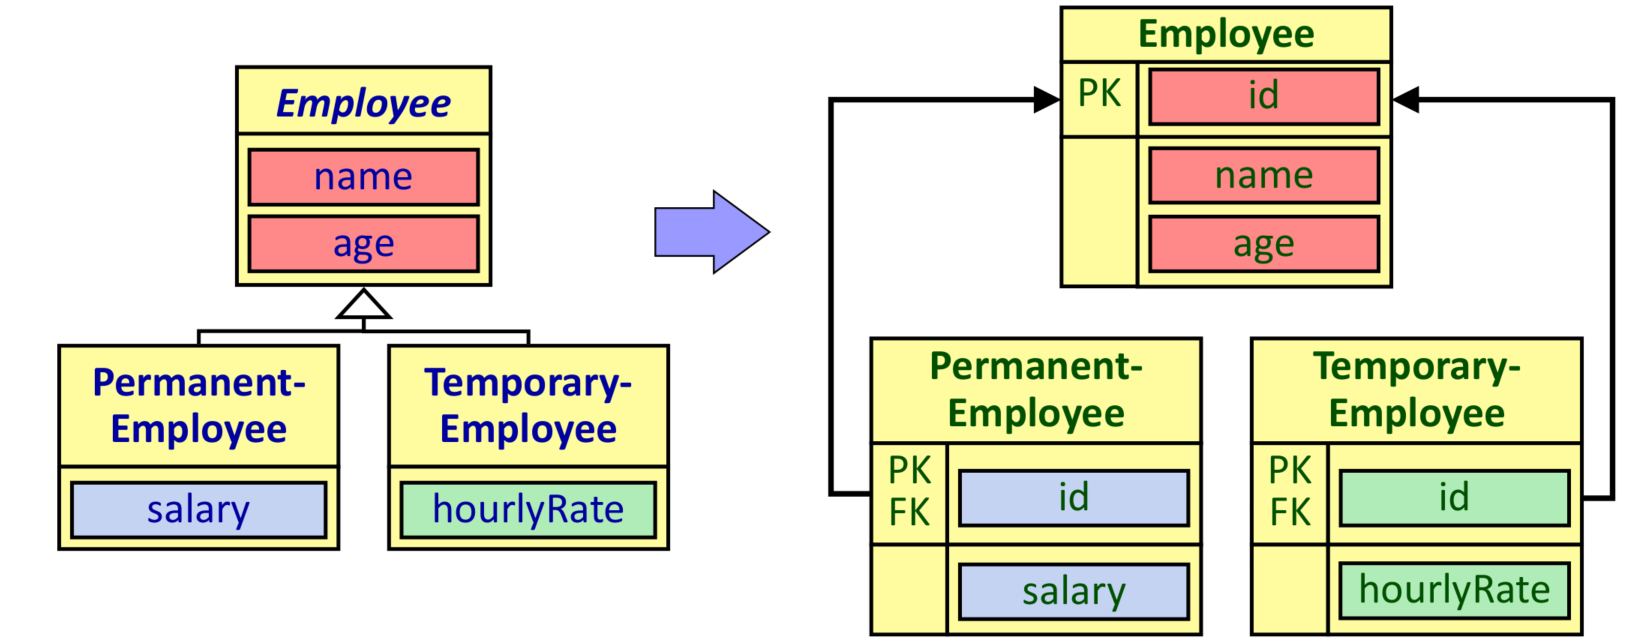 Employee
name
age
Permanent-
Employee
salary
Temporary-
Employee
hourlyRate
Employee
PK
id
name
age
Permanent-
Employee
PK
FK
id
salary
Temporary-
Employee
PK
FK
id
hourlyRate